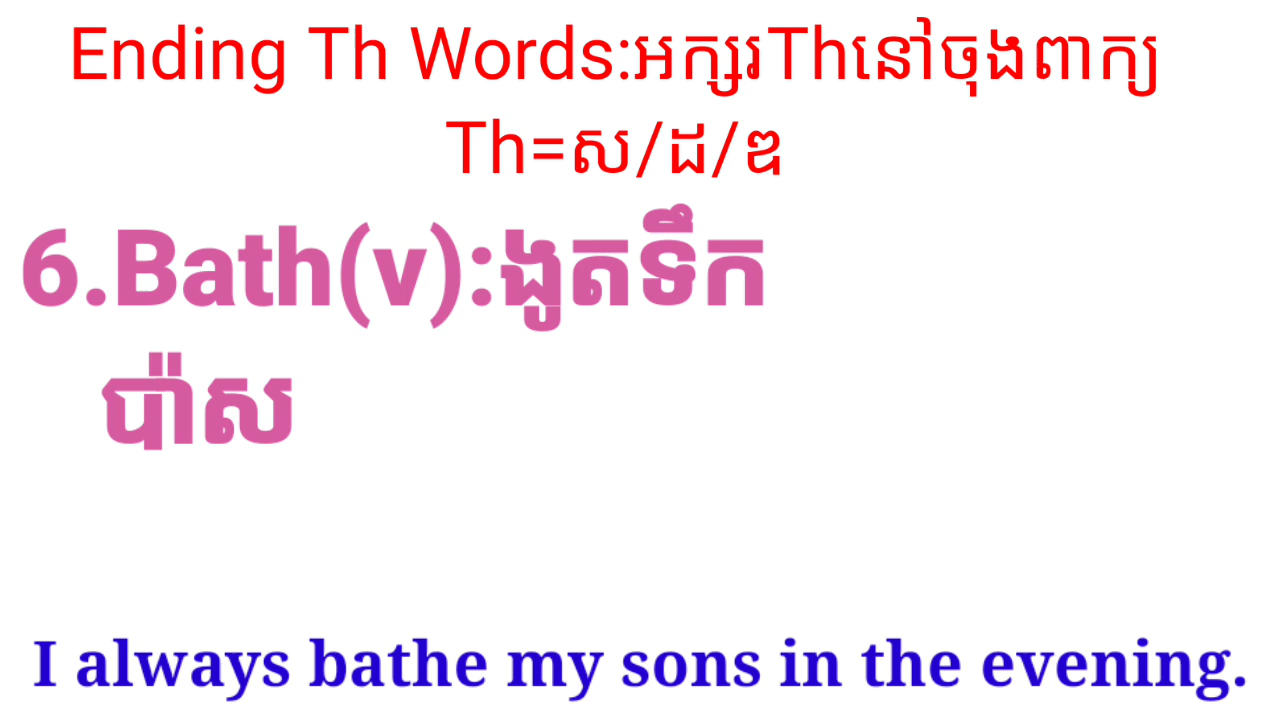 Ending Th Words:អក្សរThនៅចុងពាក្យ
Th=ស/ដ/ឌ
6.Bath(v):ងូតទឹក
ប៉ាស
I always bathe my sons in the evening.